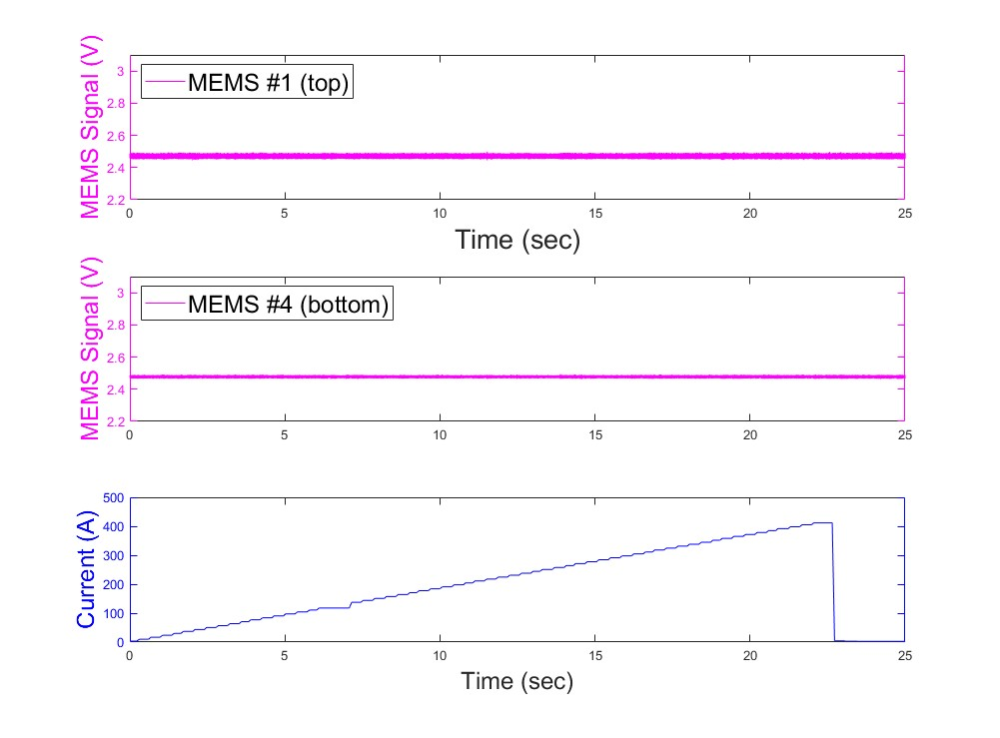 MEMS Signal (V)
3
2.8
2.6
2.4
2.2
MEMS #1 (top)
0 5 10 15 20 25
Time (sec)
MEMS Signal (V)
3
2.8
2.6
2.4
2.2
MEMS #4 (bottom)
0 5 10 15 20 25
Current (A)
500
400
300
200
100
0
0 5 10 15 20 25
Time (sec)